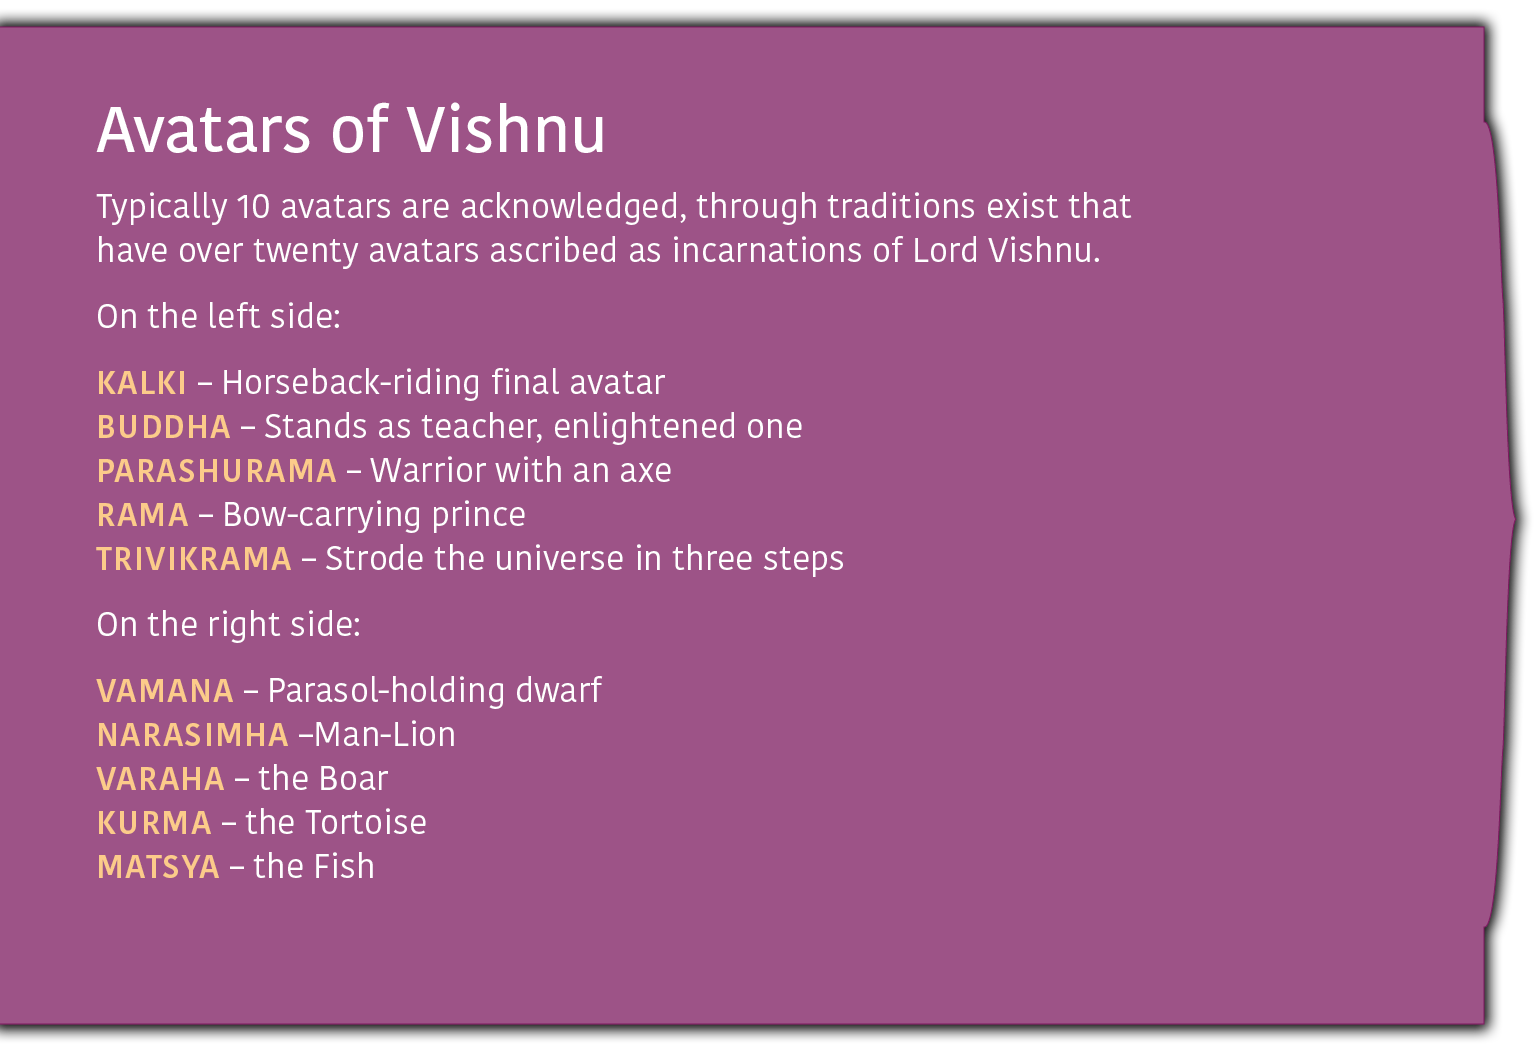 Avatars of Vishnu
Typically 10 avatars are acknowledged, through traditions exist that
have over twenty avatars ascribed as incarnations of Lord Vishnu.
On the left side:
KALKI – Horseback-riding final avatar
BUDDHA – Stands as teacher, enlightened one
PARASHURAMA – Warrior with an axe
RAMA – Bow-carrying prince
TRIVIKRAMA – Strode the universe in three steps
On the right side:
VAMANA – Parasol-holding dwarf
NARASIMHA –Man-Lion
VARAHA – the Boar
KURMA – the Tortoise
MATSYA – the Fish